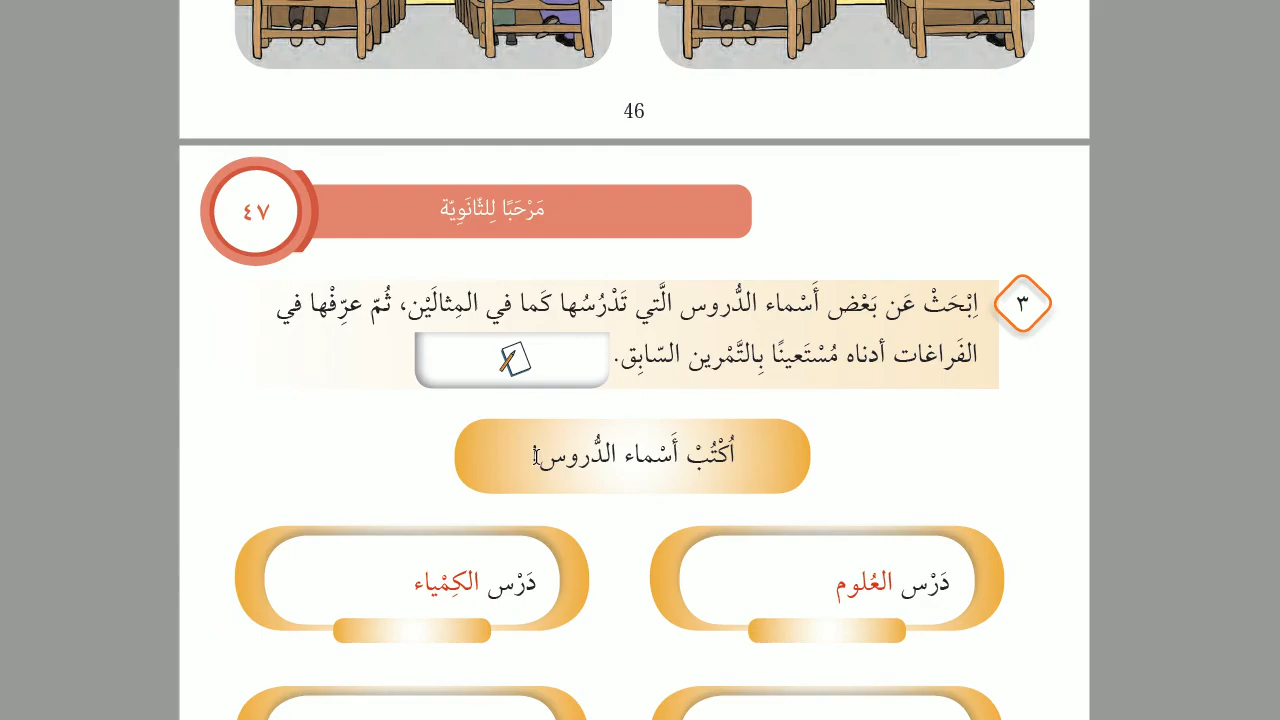 46
مَرْحَبًا لِلثّانَوِيّة
٤٧
٣
اِبْحَثْ عَن بَعْض أَسْماء الدُّروس الَّتي تَدْرُسُها كَما في المِثالَيْن، ثُمّ عرِّفْها في
الفَراغات أدناه مُسْتَعينًا بِالتَّمْرين السّابِق.
اُكْتُبْ أَسْماء الدُّروس:
دَرْس العُلوم
دَرْس الكِمْياء